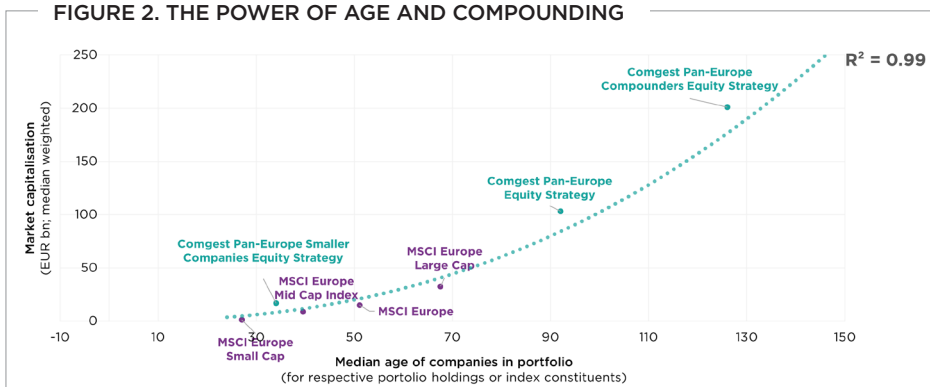 FIGURE 2. THE POWER OF AGE AND COMPOUNDING
R² = 0.99
Market capitalisation
(EUR bn; median weighted)
250
200
150
100
50
0
Comgest Pan-Europe
Compounders Equity Strategy
Comgest Pan-Europe
Equity Strategy
Comgest Pan-Europe Smaller
Companies Equity Strategy
MSCI Europe
Large Cap
MSCI Europe
Mid Cap Index
MSCI Europe
MSCI Europe
Small Cap
-10
10
30
50
70
90
110
130
150
Median age of companies in portfolio
(for respective portolio holdings or index constituents)